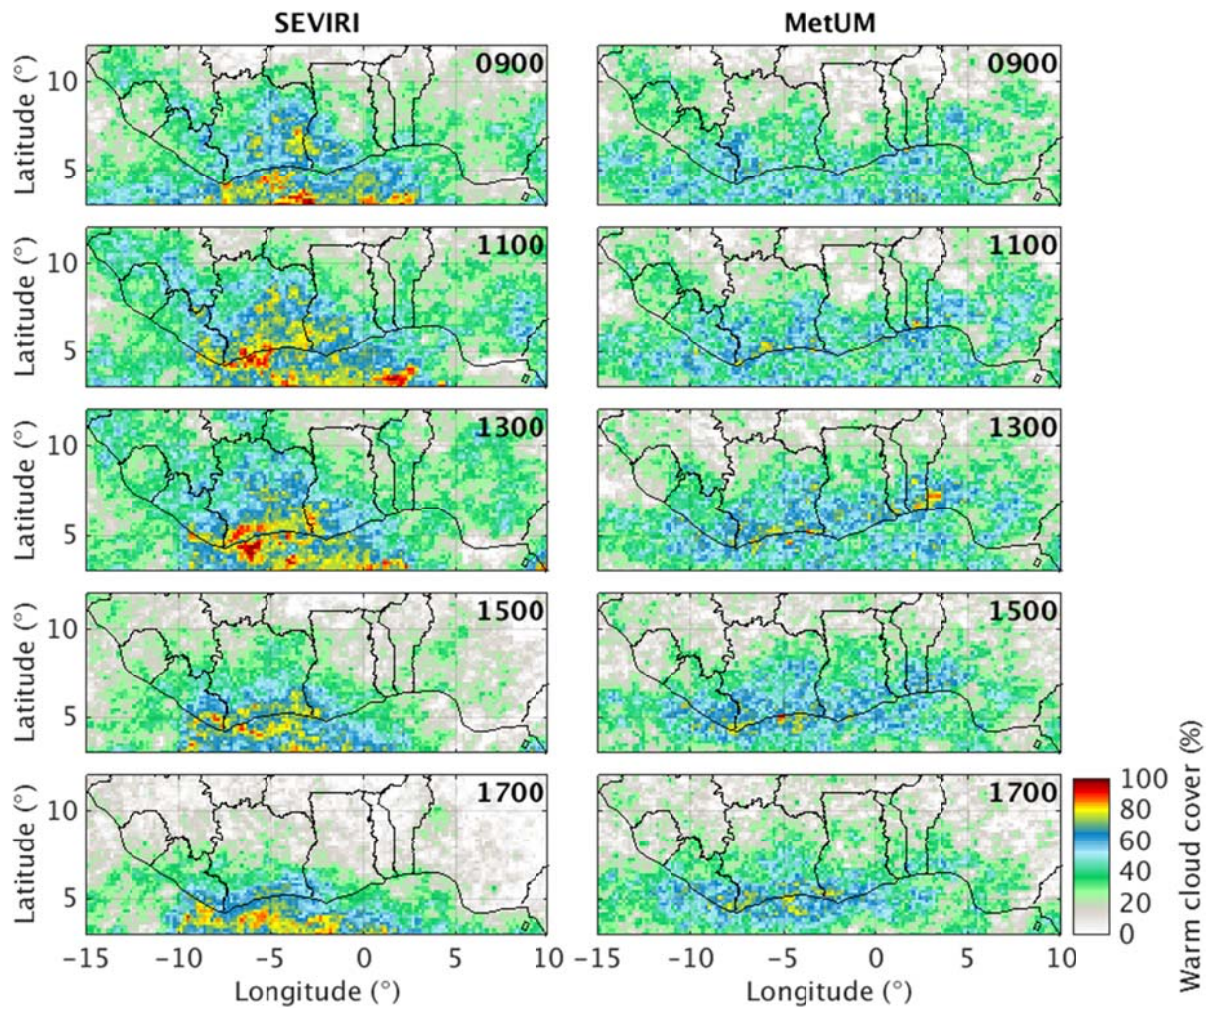 SEVIRI MetUM
0900 0900
Latitude (°) 10 5
1100 1100
Latitude (°) 10 5
1300 1300
Latitude (°) 10 5
1500 1500
Latitude (°) 10 5
1700 1700
Latitude (°) 10 5
100
80
60
40
20
0
Warm cloud cover (%)
−15 −10 −5 0 5 10 −15 −10 −5 0 5 10
Longitude (°) Longitude (°)